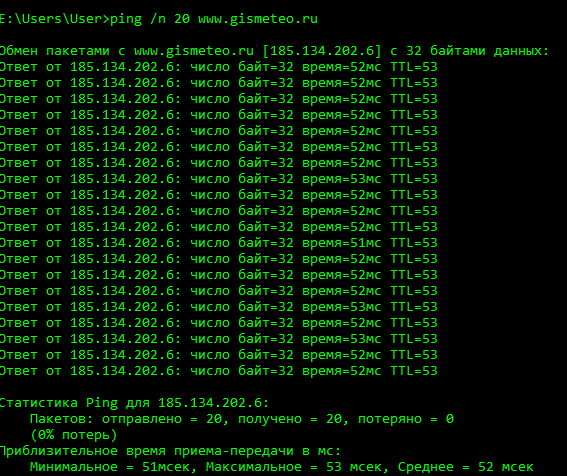 E:\Users\User>ping /n 20 www.gismeteo.ru
Обмен пакетами с www.gismeteo.ru [185.134.202.6] с 32 байтами данных:
Ответ от 185.134.202.6: число байт=32 время=52мс TTL=53
Ответ от 185.134.202.6: число байт=32 время=52мс TTL=53
Ответ от 185.134.202.6: число байт=32 время=52мс TTL=53
Ответ от 185.134.202.6: число байт=32 время=52мс TTL=53
Ответ от 185.134.202.6: число байт=32 время=52мс TTL=53
Ответ от 185.134.202.6: число байт=32 время=52мс TTL=53
Ответ от 185.134.202.6: число байт=32 время=52мс TTL=53
Ответ от 185.134.202.6: число байт=32 время=53мс TTL=53
Ответ от 185.134.202.6: число байт=32 время=52мс TTL=53
Ответ от 185.134.202.6: число байт=32 время=52мс TTL=53
Ответ от 185.134.202.6: число байт=32 время=52мс TTL=53
Ответ от 185.134.202.6: число байт=32 время=51мс TTL=53
Ответ от 185.134.202.6: число байт=32 время=52мс TTL=53
Ответ от 185.134.202.6: число байт=32 время=52мс TTL=53
Ответ от 185.134.202.6: число байт=32 время=52мс TTL=53
Ответ от 185.134.202.6: число байт=32 время=53мс TTL=53
Ответ от 185.134.202.6: число байт=32 время=52мс TTL=53
Ответ от 185.134.202.6: число байт=32 время=53мс TTL=53
Ответ от 185.134.202.6: число байт=32 время=52мс TTL=53
Ответ от 185.134.202.6: число байт=32 время=52мс TTL=53
Статистика Ping для 185.134.202.6:
Пакетов: отправлено = 20, получено = 20, потеряно = 0
(0% потерь)
Приблизительное время приема-передачи в мс:
Минимальное = 51мсек, Максимальное = 53 мсек, Среднее = 52 мсек